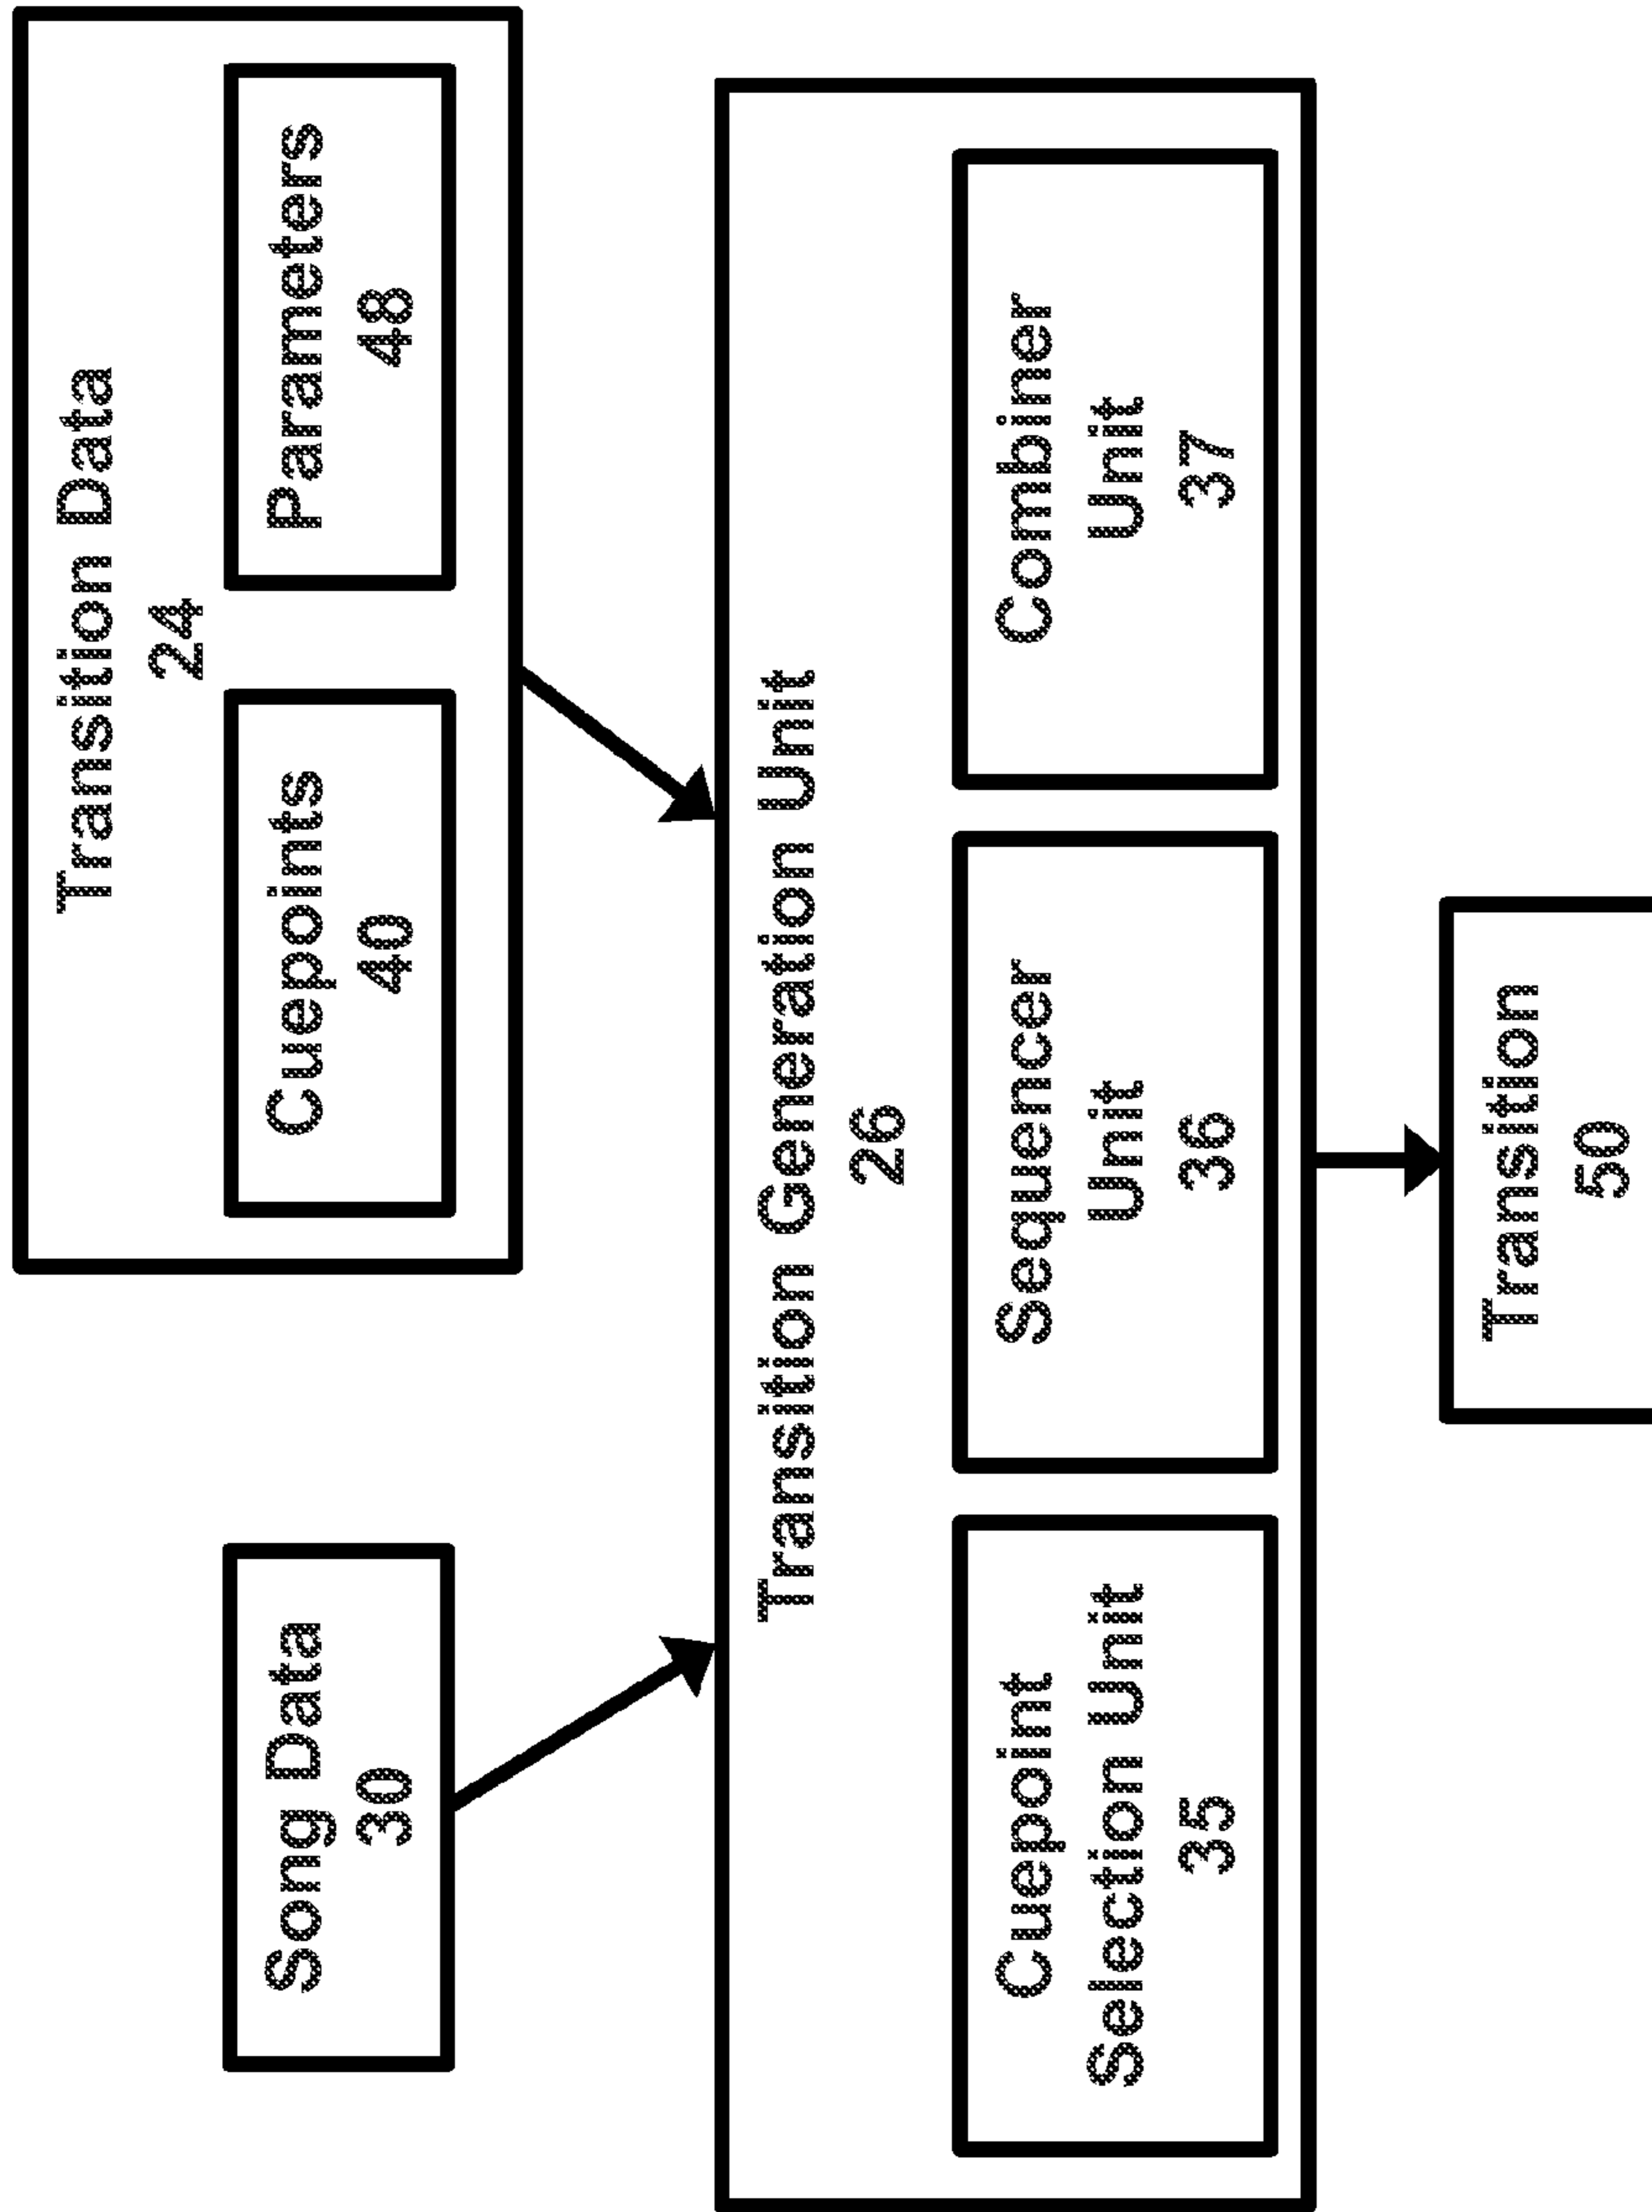 Song Data
30
Transition Data
24
Cuepoints
40
Parameters
48
Transition Generation Unit
26
Cuepoint
Selection Unit
35
Sequencer
Unit
36
Combiner
Unit
37
Transition
50